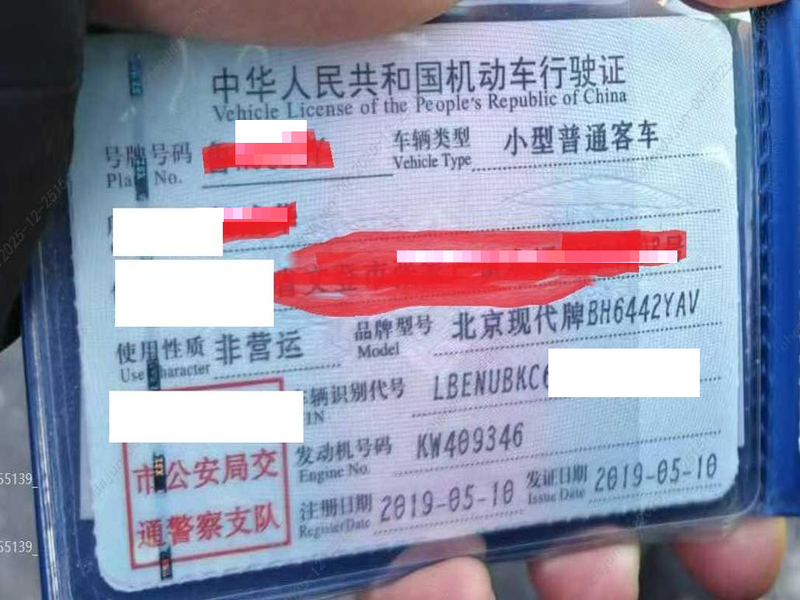 中华人民共和国机动车行驶证
Vehicle License of the People's Republic of China
号牌号码
Plate No.
车辆类型 小型普通客车
Vehicle Type
使用性质 非营运
Use Character
品牌型号 北京现代牌BH6442YAV
Model
车辆识别代号 LBENUBKC
VIN
发动机号码 KW409346
Engine No.
市公安局交
通警察支队
注册日期 2019-05-10
Register Date
发证日期 2019-05-10
Issue Date
55139
55139